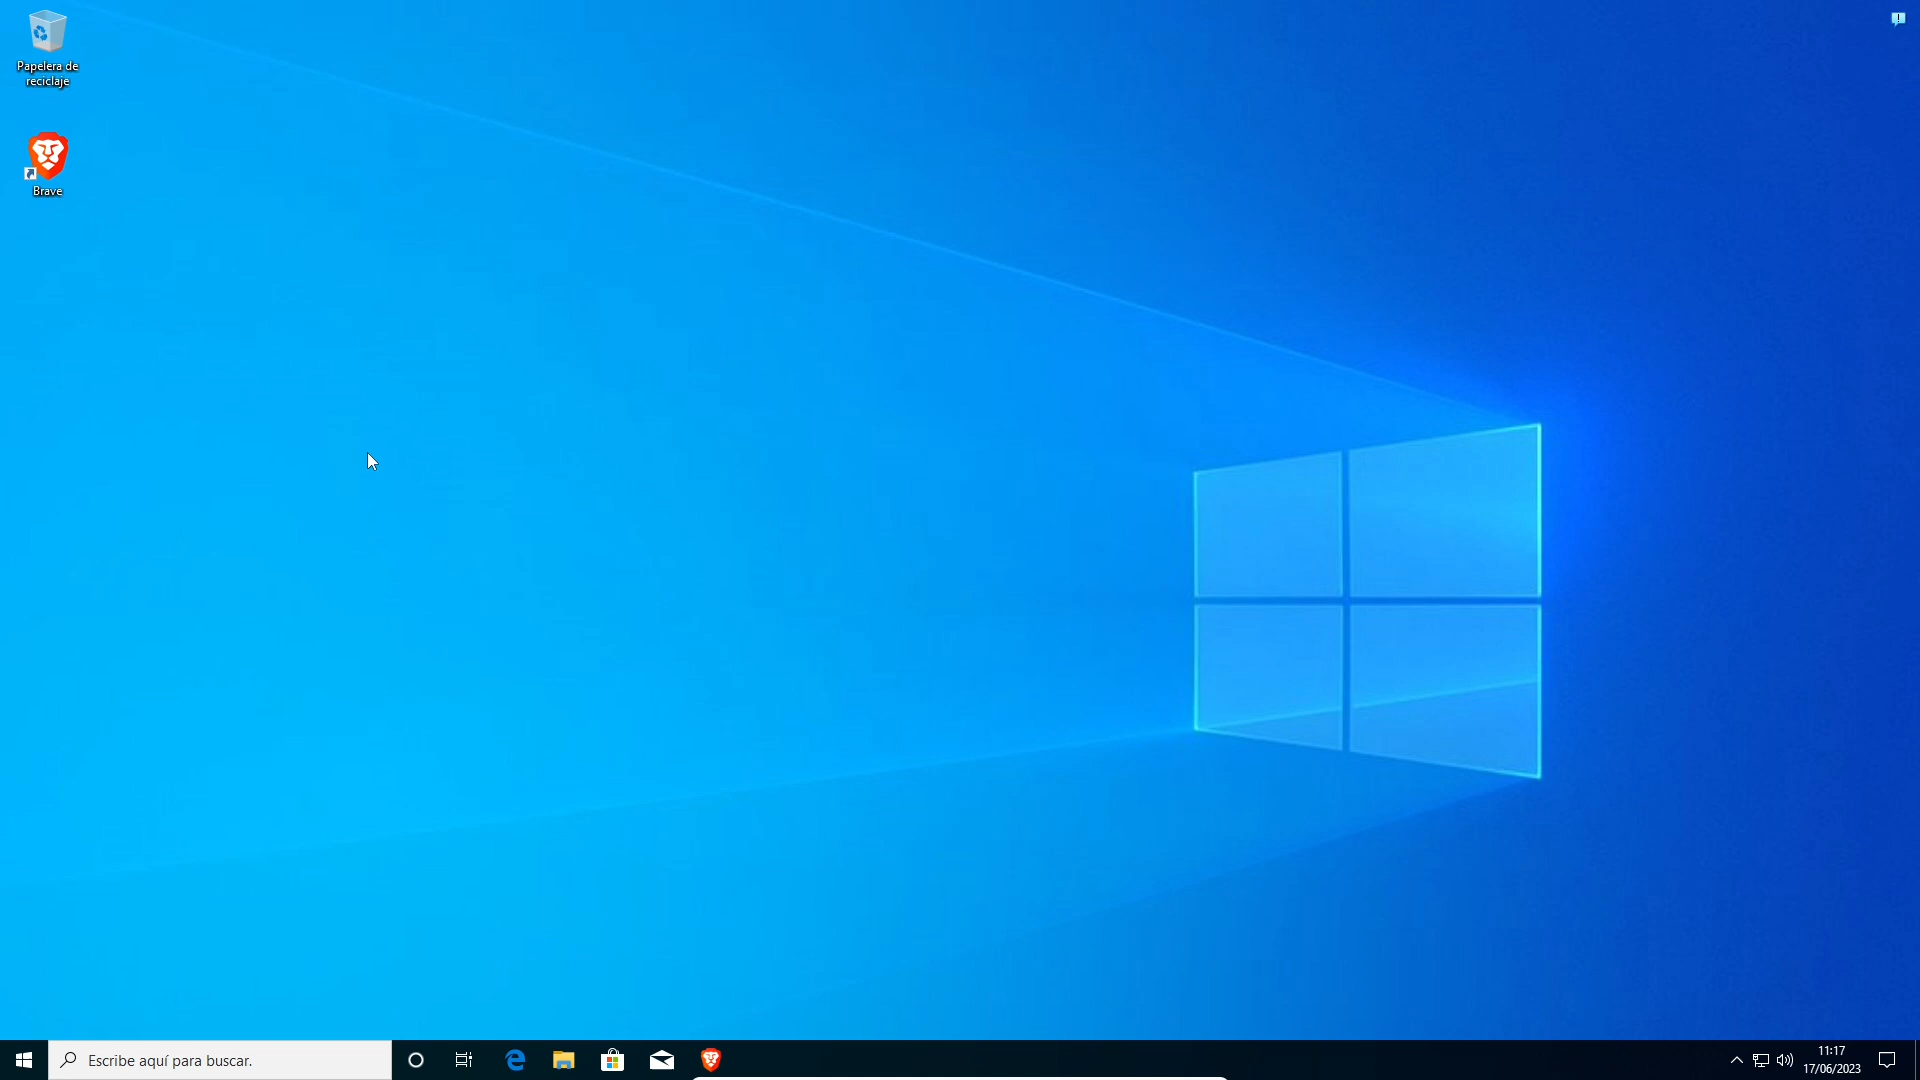 Papelera de
reciclaje
Brave
Escribe aquí para buscar.
11:17
17/06/2023